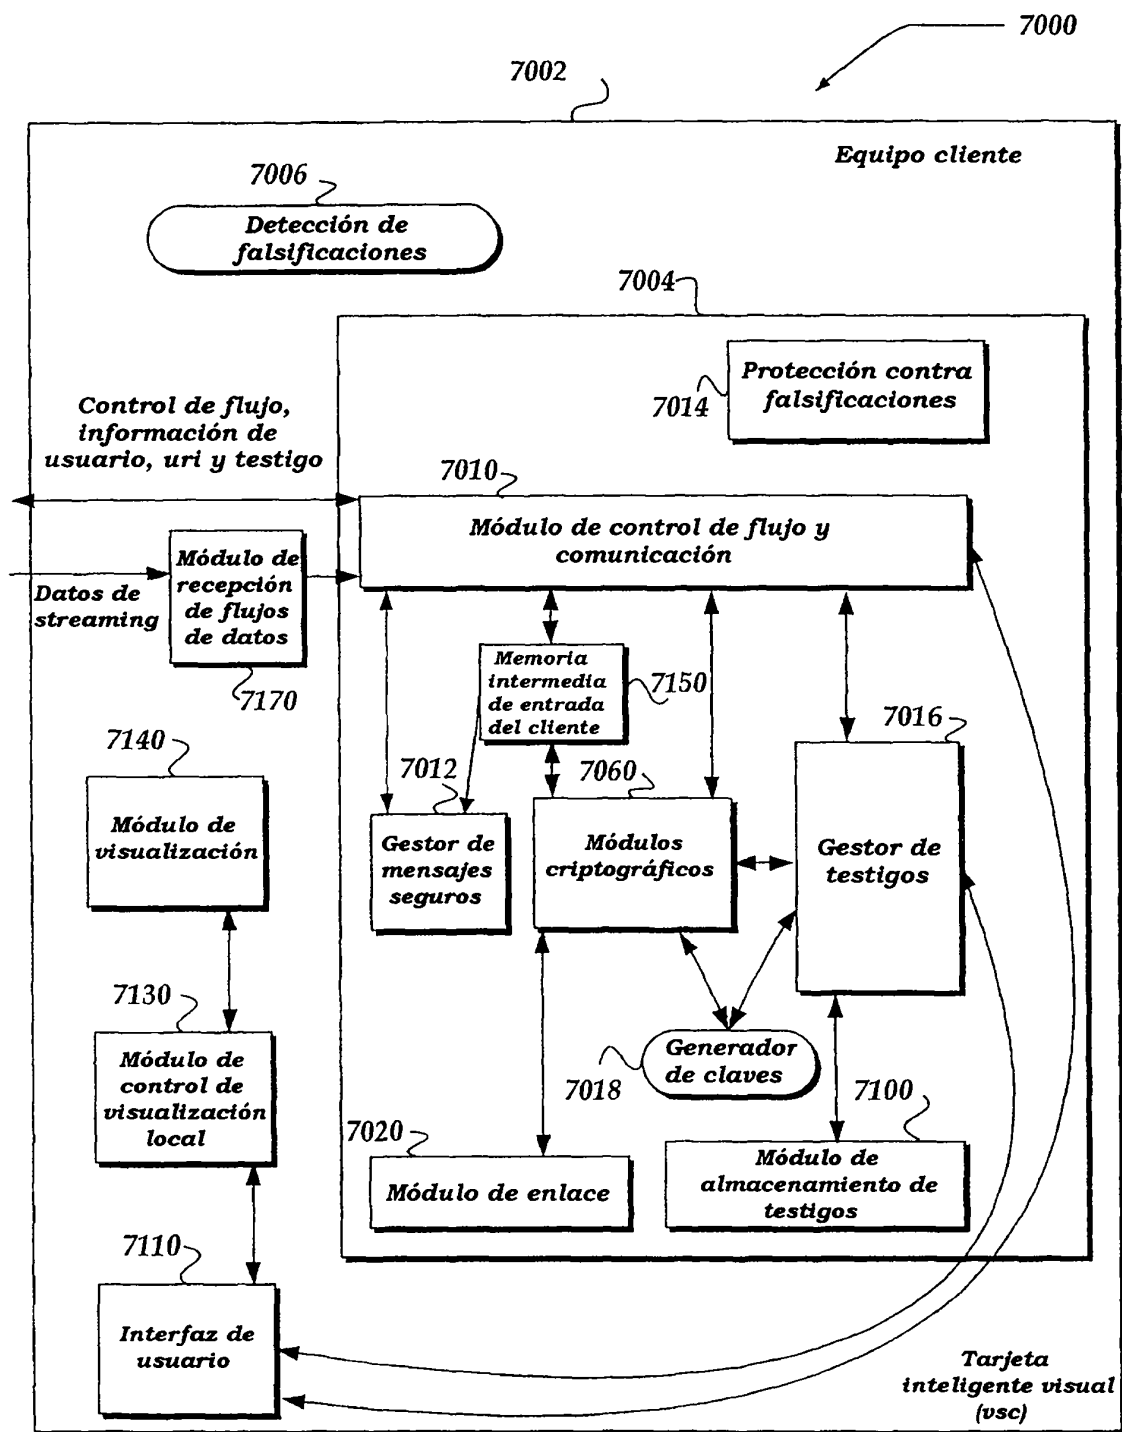 7000
7002
Equipo cliente
7006
Detección de
falsificaciones
7004
Protección contra
falsificaciones
7014
Control de flujo,
información de
usuario, uri y testigo
7010
Módulo de control de flujo y
comunicación
Módulo de
recepción
de flujos
de datos
Datos de
streaming
7170
Memoria
intermedia
de entrada
del cliente
7150
7016
7140
7012
7060
Módulo de
visualización
Gestor de
mensajes
seguros
Módulos
criptográficos
Gestor de
testigos
7130
Módulo de
control de
visualización
local
Generador
de claves
7018
7100
7020
Módulo de enlace
Módulo de
almacenamiento de
testigos
7110
Interfaz de
usuario
Tarjeta
inteligente visual
(vsc)